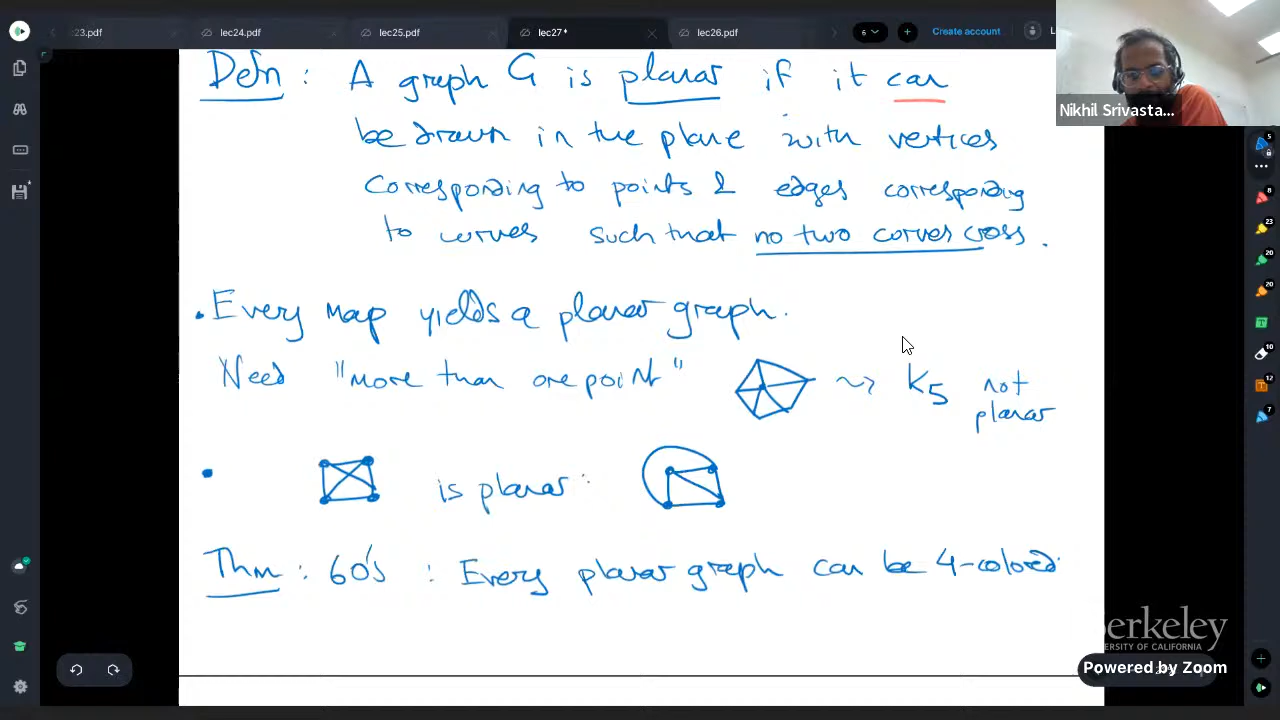 23.pdf lec24.pdf lec25.pdf lec27* lec26.pdf 6 Create account
Nikhil Srivasta...
Defn : A graph G is planar if it can
be drawn in the plane with vertices
corresponding to points & edges corresponding
to curves such that no two curves cross.
• Every map yields a planar graph.
Need "more than one point" K5 not
planar
• is planar:
Thm : 60's : Every planar graph can be 4-colored.
Berkeley
UNIVERSITY OF CALIFORNIA
Powered by Zoom